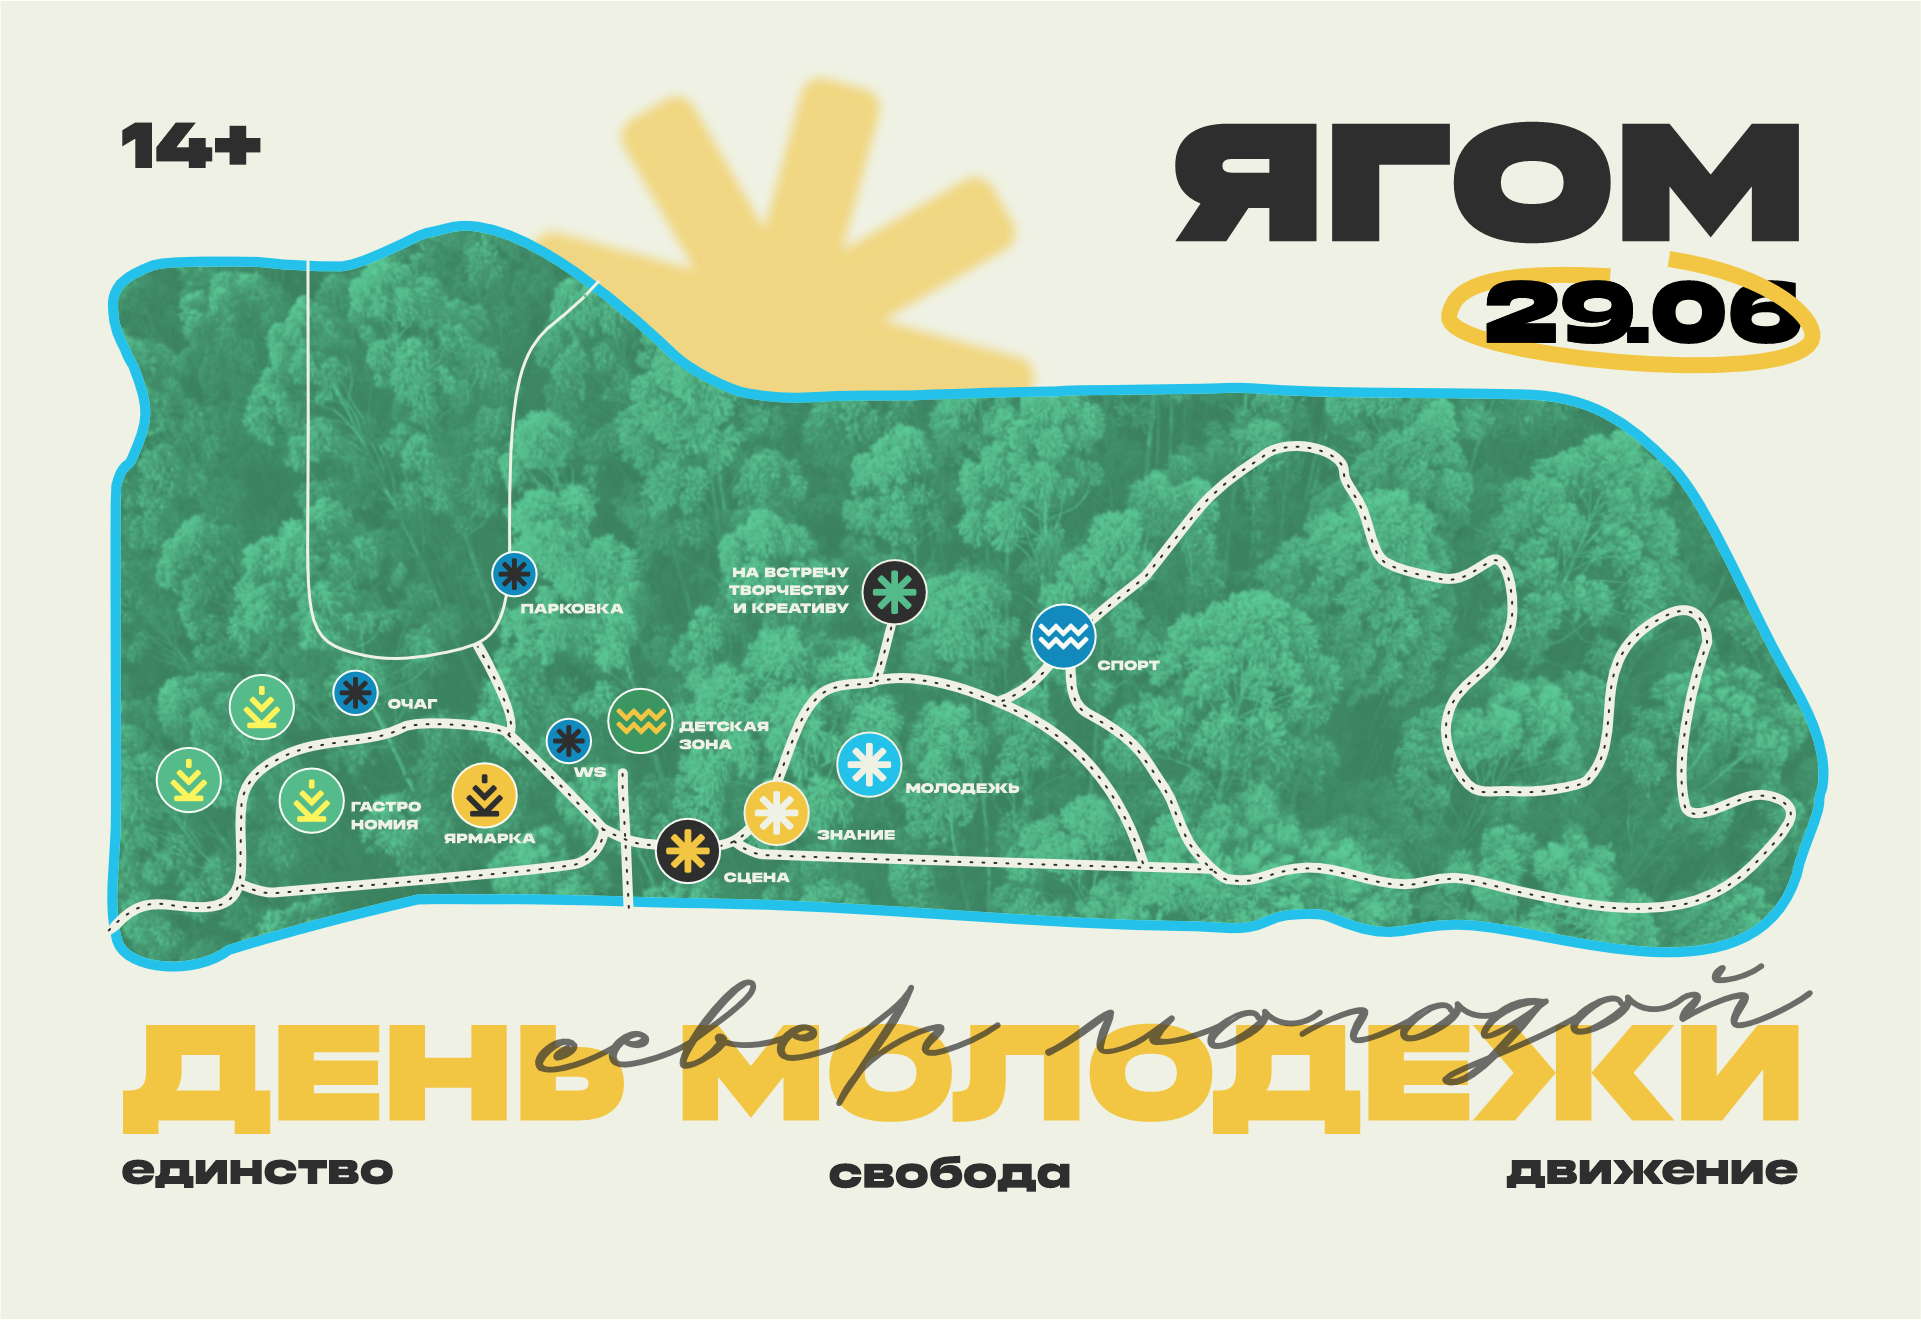 14+
ЯГОМ
29.06
ПАРКОВКА
НА ВСТРЕЧУ
ТВОРЧЕСТВУ
И КРЕАТИВУ
СПОРТ
ОЧАГ
ДЕТСКАЯ
ЗОНА
WS
МОЛОДЕЖЬ
ГАСТРО
НОМИЯ
ЯРМАРКА
ЗНАНИЕ
СЦЕНА
север молодой
ДЕНЬ МОЛОДЕЖИ
единство
свобода
движение